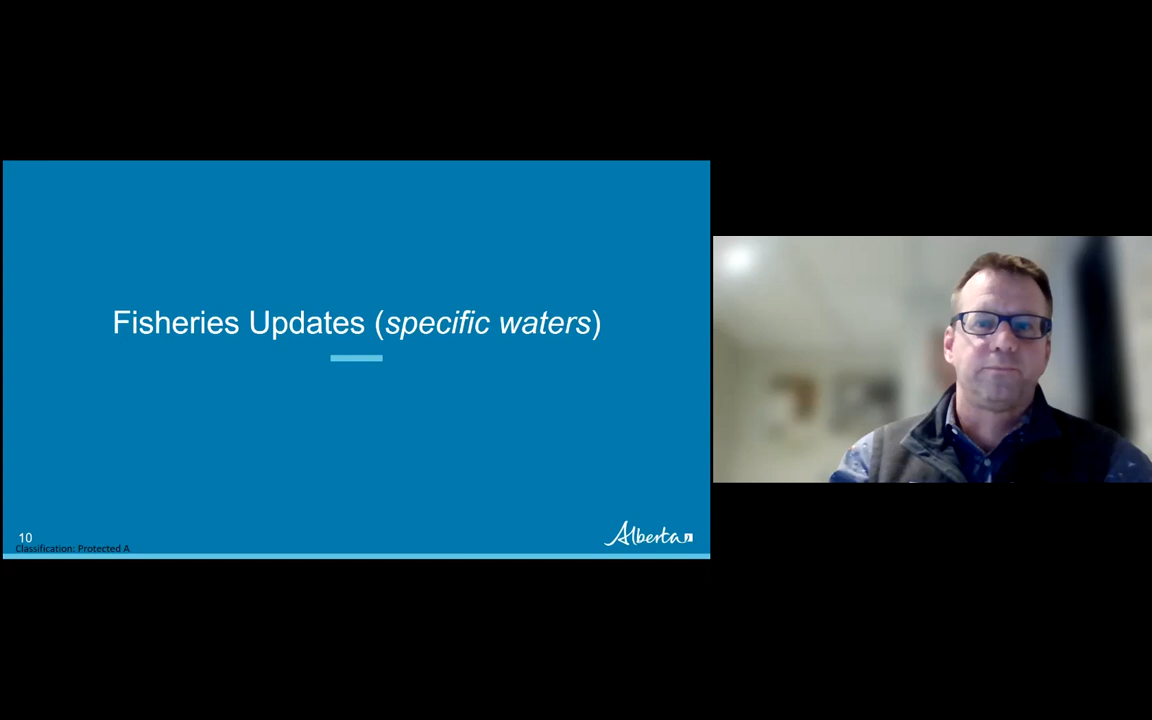 Fisheries Updates (specific waters)
10
Classification: Protected A
Alberta